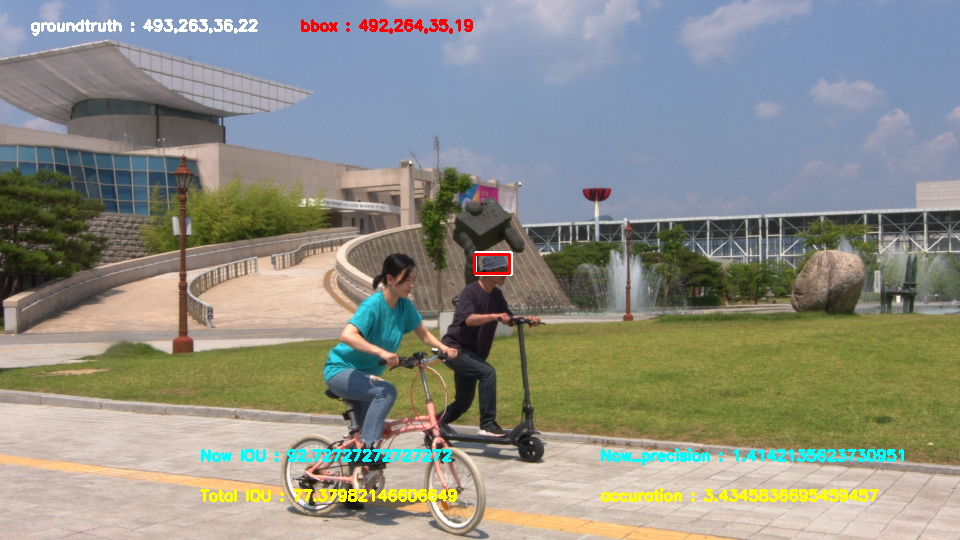 groundtruth : 493,263,36,22
bbox : 492,264,35,19
Now IOU : 92.72727272727272
Now_precision : 1.4142135623730951
Total IOU : 77.37982146606649
accuration : 3.4345836695459457